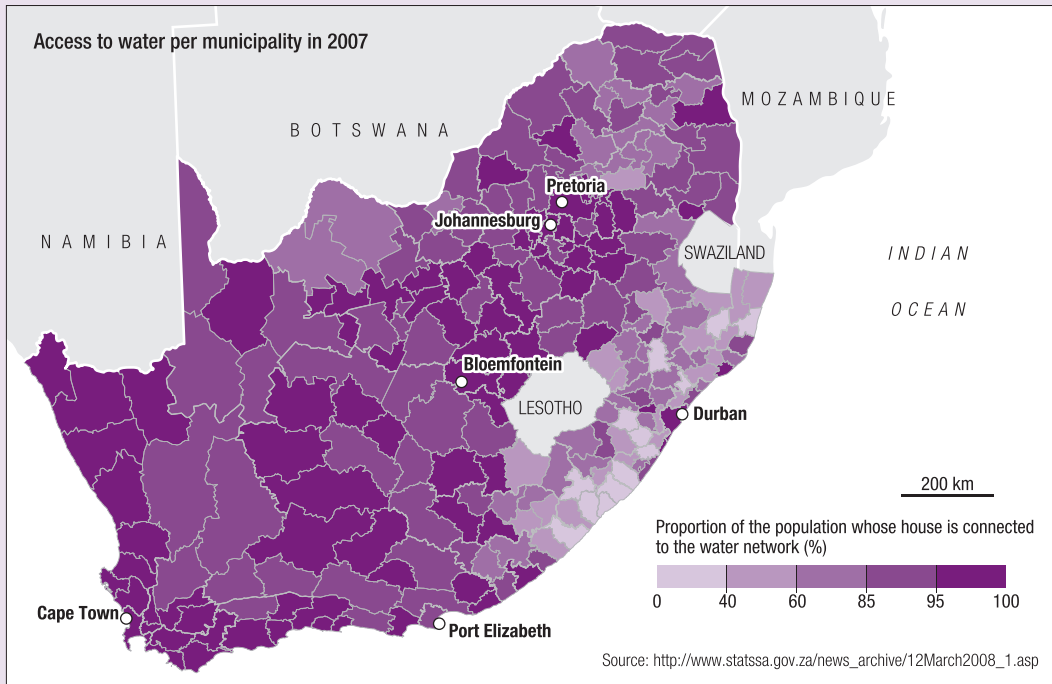 Access to water per municipality in 2007
MOZAMBIQUE
BOTSWANA
Pretoria
Johannesburg
NAMIBIA
SWAZILAND
INDIAN
OCEAN
Bloemfontein
LESOTHO
Durban
200 km
Proportion of the population whose house is connected
to the water network (%)
0 40 60 85 95 100
Cape Town
Port Elizabeth
Source: http://www.statssa.gov.za/news_archive/12March2008_1.asp